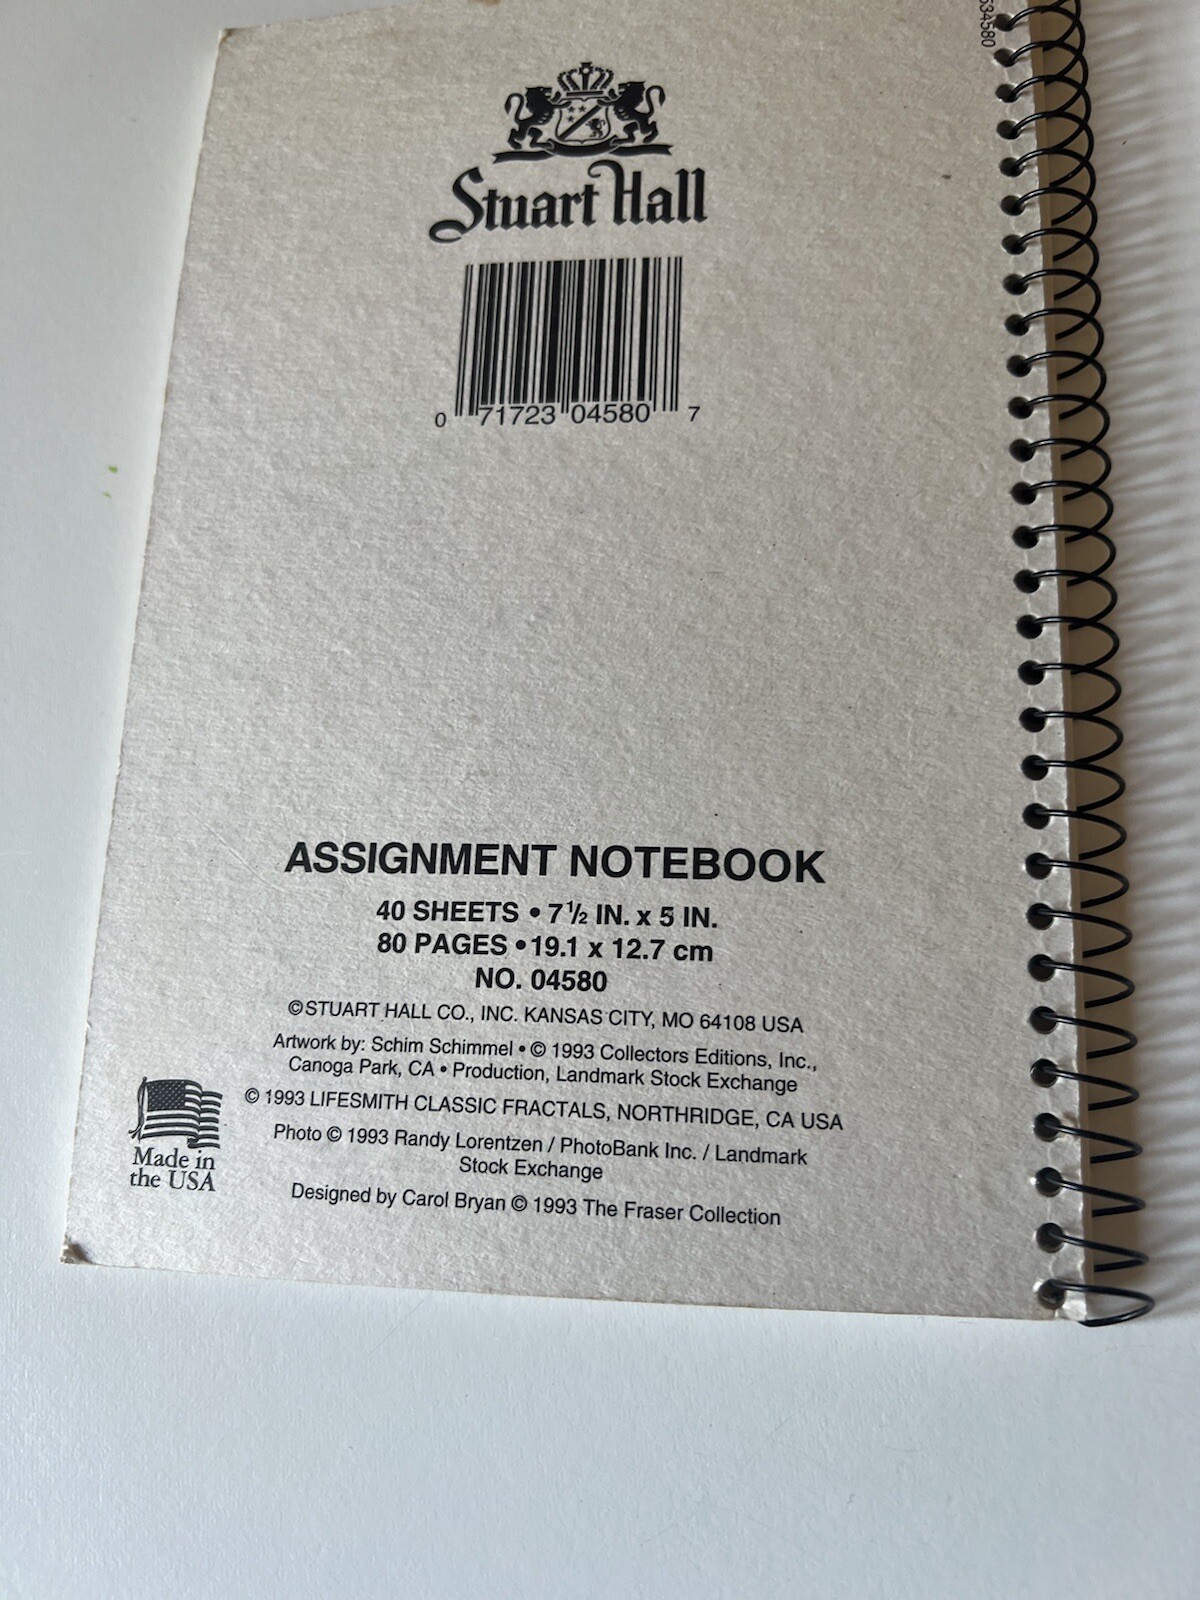 Stuart Hall
0 71723 04580 7
ASSIGNMENT NOTEBOOK
40 SHEETS • 7 1/2 IN. x 5 IN.
80 PAGES • 19.1 x 12.7 cm
NO. 04580
©STUART HALL CO., INC. KANSAS CITY, MO 64108 USA
Artwork by: Schim Schimmel • © 1993 Collectors Editions, Inc.,
Canoga Park, CA • Production, Landmark Stock Exchange
© 1993 LIFESMITH CLASSIC FRACTALS, NORTHRIDGE, CA USA
Photo © 1993 Randy Lorentzen / PhotoBank Inc. / Landmark
Stock Exchange
Designed by Carol Bryan © 1993 The Fraser Collection
Made in
the USA